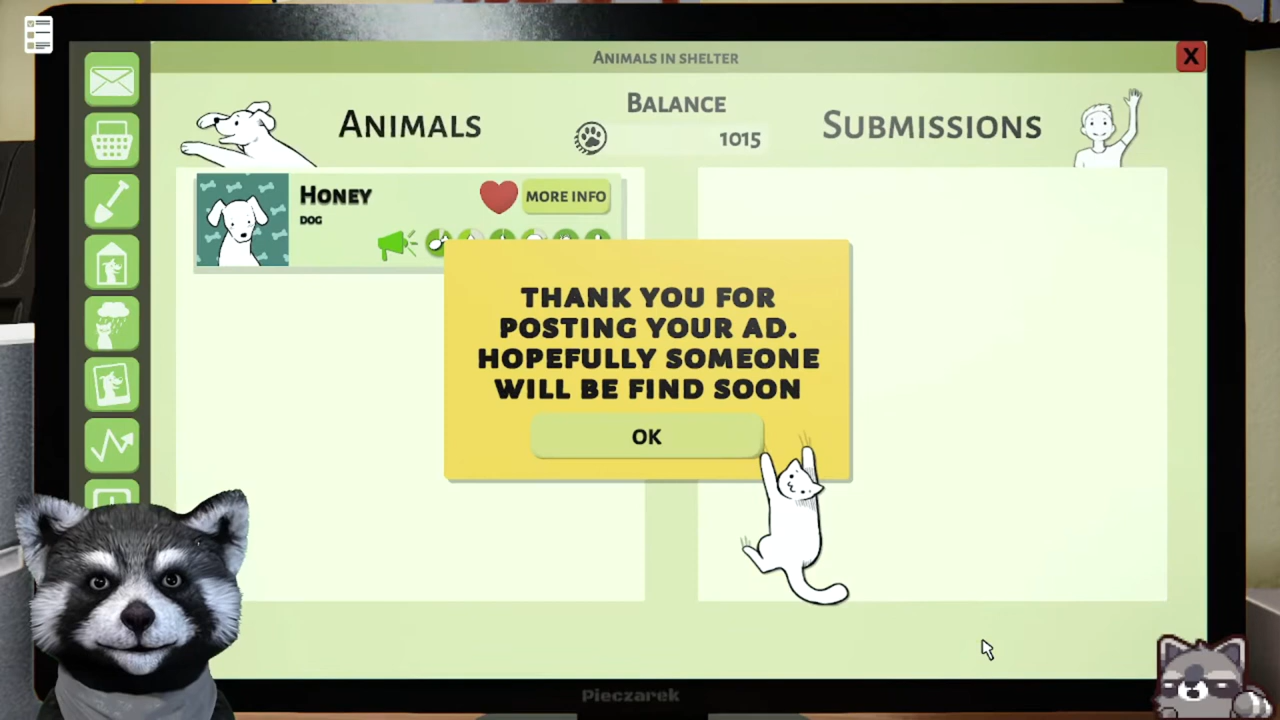 ANIMALS IN SHELTER
X
ANIMALS
BALANCE
1015
SUBMISSIONS
HONEY
DOG
MORE INFO
THANK YOU FOR
POSTING YOUR AD.
HOPEFULLY SOMEONE
WILL BE FIND SOON
OK
Pieczarek